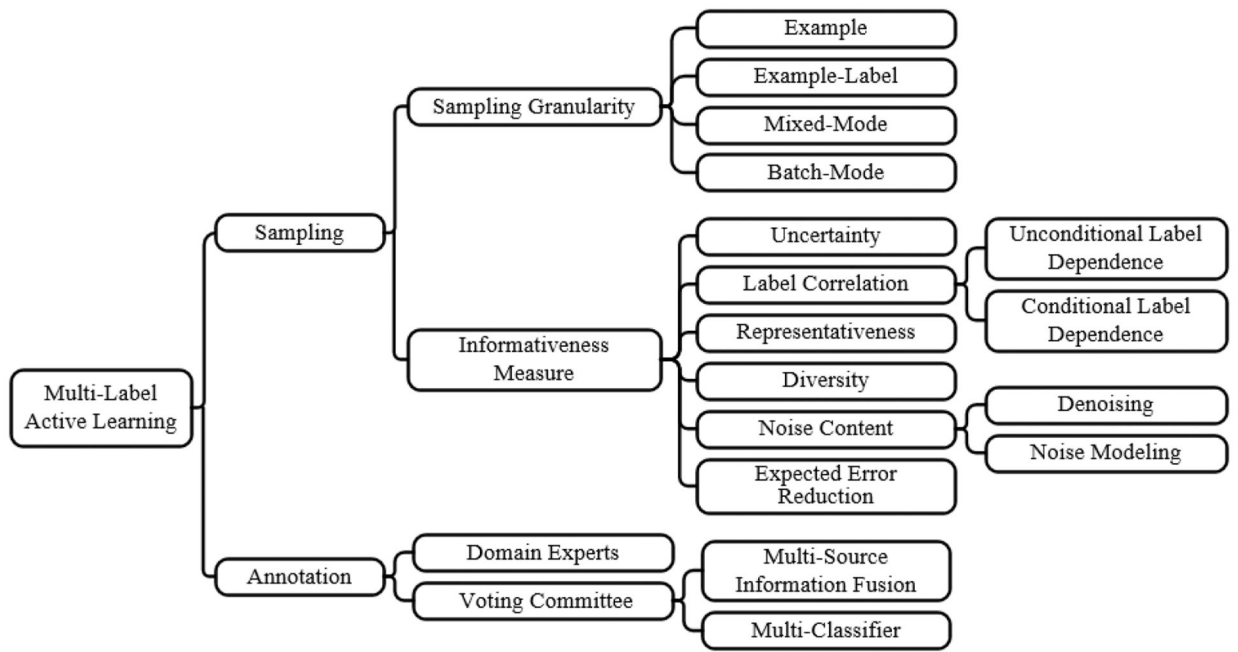 Multi-Label
Active Learning
Sampling
Sampling Granularity
Example
Example-Label
Mixed-Mode
Batch-Mode
Informativeness
Measure
Uncertainty
Label Correlation
Unconditional Label
Dependence
Conditional Label
Dependence
Representativeness
Diversity
Noise Content
Denoising
Noise Modeling
Expected Error
Reduction
Annotation
Domain Experts
Voting Committee
Multi-Source
Information Fusion
Multi-Classifier